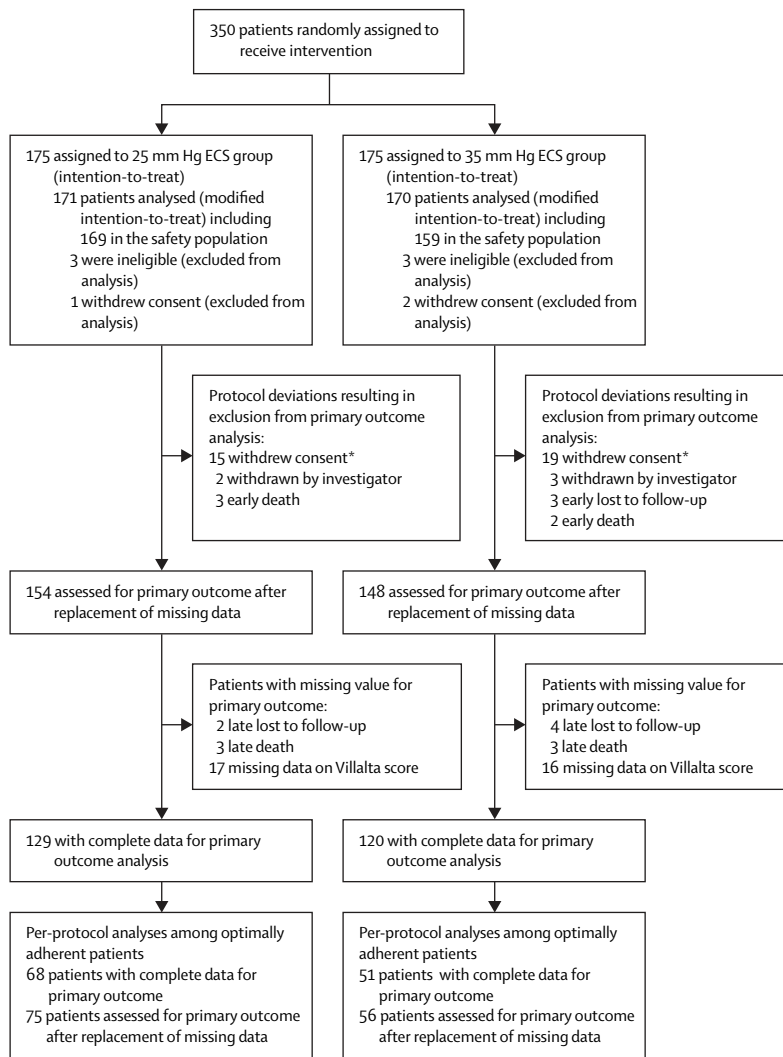 350 patients randomly assigned to
receive intervention
175 assigned to 25 mm Hg ECS group
(intention-to-treat)
171 patients analysed (modified
intention-to-treat) including
169 in the safety population
3 were ineligible (excluded from
analysis)
1 withdrew consent (excluded from
analysis)
175 assigned to 35 mm Hg ECS group
(intention-to-treat)
170 patients analysed (modified
intention-to-treat) including
159 in the safety population
3 were ineligible (excluded from
analysis)
2 withdrew consent (excluded from
analysis)
Protocol deviations resulting in
exclusion from primary outcome
analysis:
15 withdrew consent*
2 withdrawn by investigator
3 early death
Protocol deviations resulting in
exclusion from primary outcome
analysis:
19 withdrew consent*
3 withdrawn by investigator
3 early lost to follow-up
2 early death
154 assessed for primary outcome after
replacement of missing data
148 assessed for primary outcome after
replacement of missing data
Patients with missing value for
primary outcome:
2 late lost to follow-up
3 late death
17 missing data on Villalta score
Patients with missing value for
primary outcome:
4 late lost to follow-up
3 late death
16 missing data on Villalta score
129 with complete data for primary
outcome analysis
120 with complete data for primary
outcome analysis
Per-protocol analyses among optimally
adherent patients
68 patients with complete data for
primary outcome
75 patients assessed for primary outcome
after replacement of missing data
Per-protocol analyses among optimally
adherent patients
51 patients with complete data for
primary outcome
56 patients assessed for primary outcome
after replacement of missing data